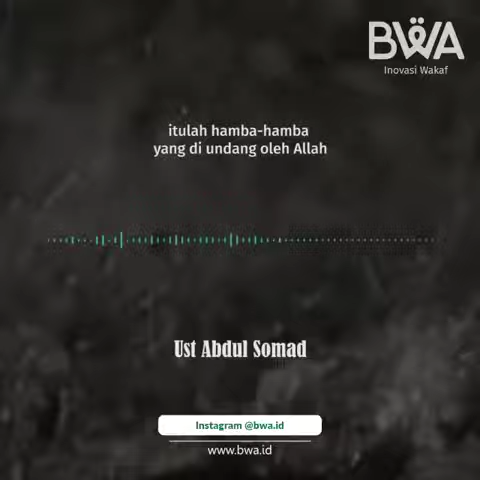 BWA
Inovasi Wakaf
itulah hamba-hamba
yang di undang oleh Allah
Ust Abdul Somad
Instagram @bwa.id
www.bwa.id